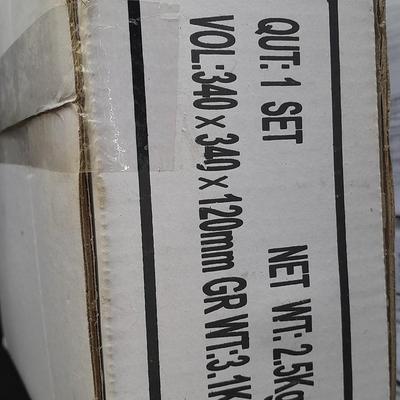 QUT: 1 SET NET WT: 2.5Kg
VOL:340 x 340 x 120mm GR WT:3.1K